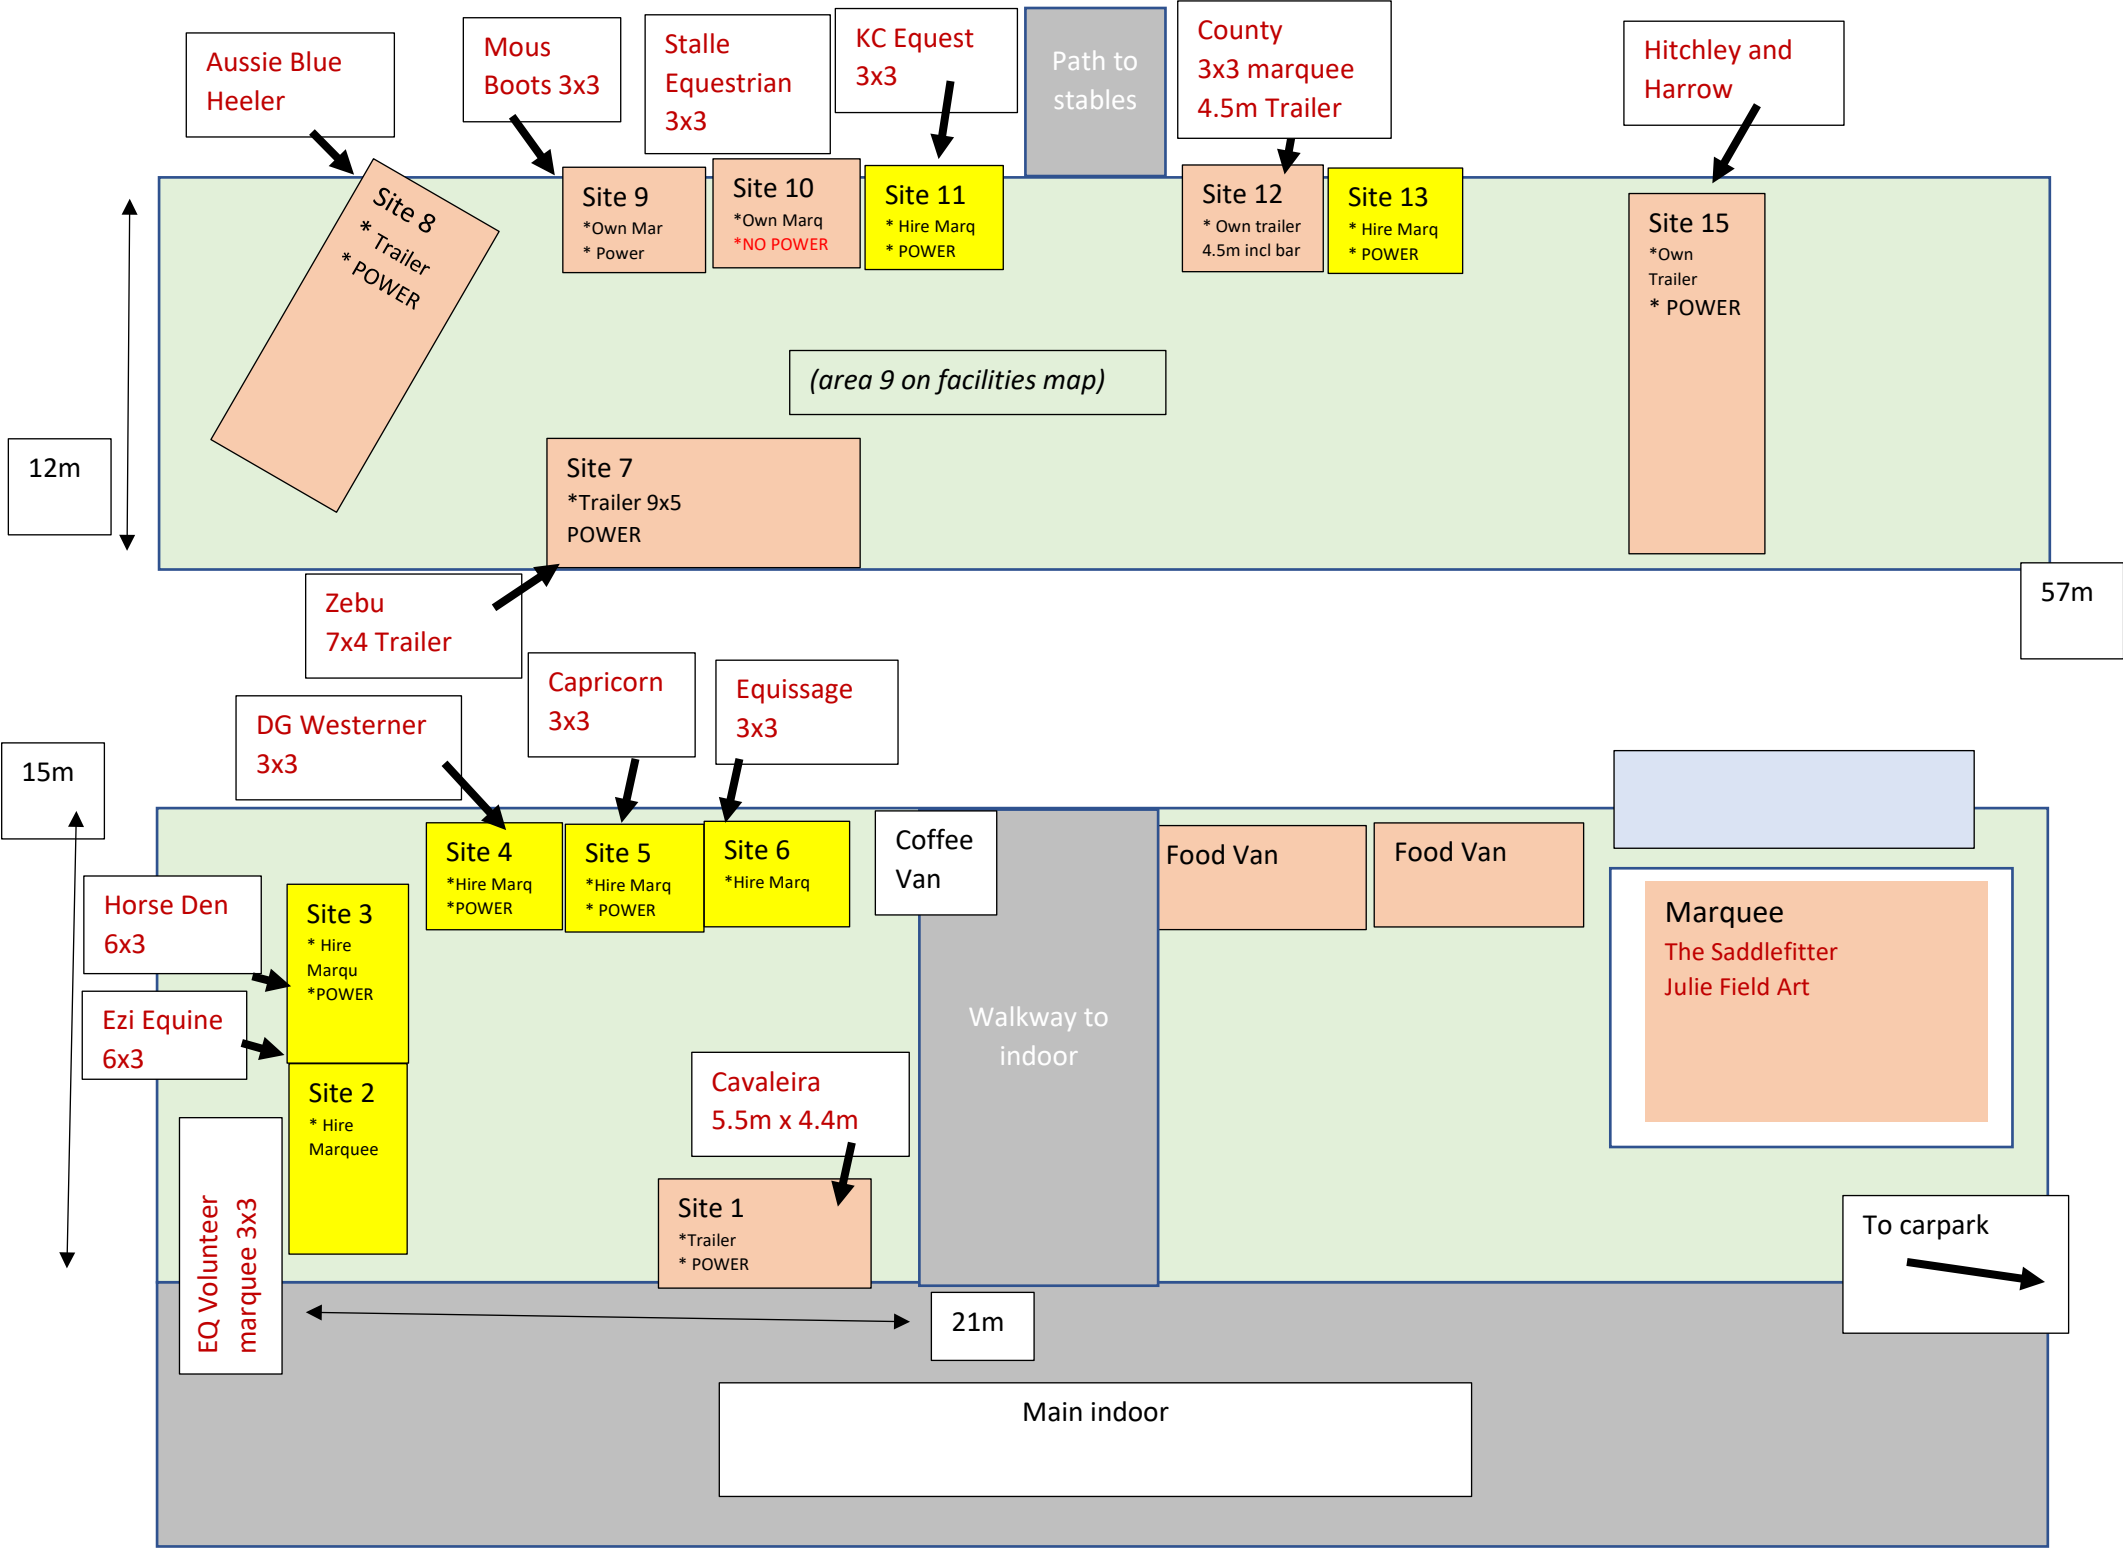 Aussie Blue
Heeler
Mous
Boots 3x3
Stalle
Equestrian
3x3
KC Equest
3x3
Path to
stables
County
3x3 marquee
4.5m Trailer
Hitchley and
Harrow
Site 8
* Trailer
* POWER
Site 9
*Own Mar
* Power
Site 10
*Own Marq
*NO POWER
Site 11
* Hire Marq
* POWER
Site 12
* Own trailer
4.5m incl bar
Site 13
* Hire Marq
* POWER
Site 15
*Own
Trailer
* POWER
(area 9 on facilities map)
12m
Site 7
*Trailer 9x5
POWER
Zebu
7x4 Trailer
57m
Capricorn
3x3
Equissage
3x3
DG Westerner
3x3
15m
Site 4
*Hire Marq
*POWER
Site 5
*Hire Marq
* POWER
Site 6
*Hire Marq
Coffee
Van
Food Van
Food Van
Horse Den
6x3
Site 3
* Hire
Marqu
*POWER
Marquee
The Saddlefitter
Julie Field Art
Ezi Equine
6x3
Walkway to
indoor
Site 2
* Hire
Marquee
Cavaleira
5.5m x 4.4m
EQ Volunteer
marquee 3x3
Site 1
*Trailer
* POWER
To carpark
21m
Main indoor